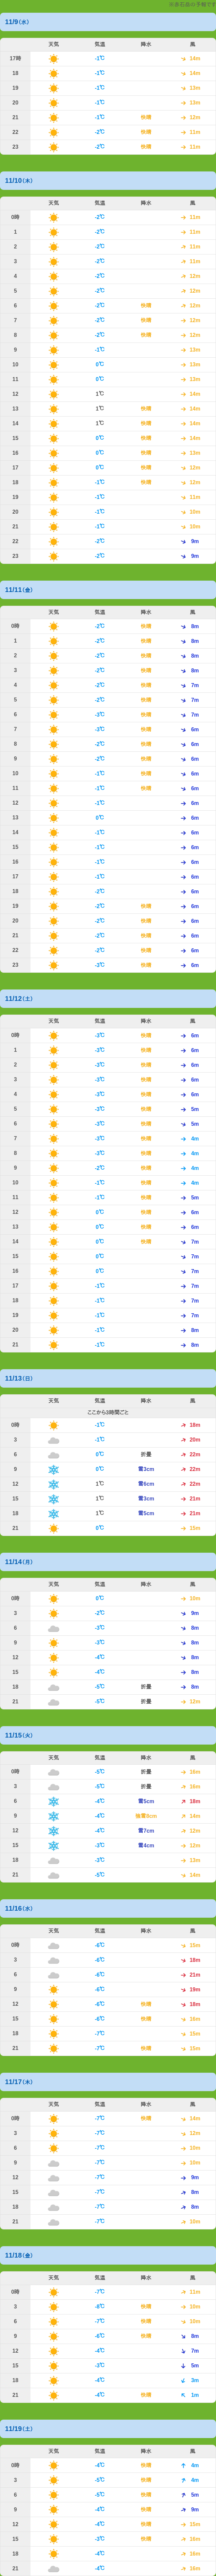 11/9（水）
天気 気温 降水 風
17時 -1℃ 14m
18 -1℃ 14m
19 -1℃ 13m
20 -1℃ 15m
21 -1℃ 快晴 12m
22 -2℃ 快晴 11m
23 -2℃ 快晴 11m
11/10（木）
天気 気温 降水 風
0時 -2℃ 11m
1 -2℃ 11m
2 -2℃ 11m
3 -2℃ 11m
4 -2℃ 12m
5 -2℃ 12m
6 -2℃ 快晴 12m
7 -2℃ 快晴 12m
8 -2℃ 快晴 12m
9 -1℃ 12m
10 0℃ 13m
11 0℃ 13m
12 1℃ 14m
13 1℃ 快晴 14m
14 1℃ 快晴 14m
15 0℃ 快晴 14m
16 0℃ 快晴 13m
17 0℃ 快晴 12m
18 -1℃ 快晴 12m
19 -1℃ 11m
20 -1℃ 10m
21 -1℃ 10m
22 -2℃ 9m
23 -2℃ 9m
11/11（金）
天気 気温 降水 風
0時 -2℃ 快晴 8m
1 -2℃ 快晴 8m
2 -2℃ 快晴 8m
3 -2℃ 快晴 8m
4 -2℃ 快晴 7m
5 -2℃ 快晴 7m
6 -3℃ 快晴 7m
7 -3℃ 快晴 6m
8 -2℃ 快晴 6m
9 -2℃ 快晴 6m
10 -1℃ 快晴 6m
11 -1℃ 快晴 6m
12 -1℃ 6m
13 0℃ 6m
14 -1℃ 6m
15 -1℃ 6m
16 -1℃ 6m
17 -1℃ 6m
18 -2℃ 6m
19 -2℃ 快晴 6m
20 -2℃ 快晴 6m
21 -2℃ 快晴 6m
22 -2℃ 快晴 6m
23 -3℃ 快晴 6m
11/12（土）
天気 気温 降水 風
0時 -3℃ 快晴 6m
1 -3℃ 快晴 6m
2 -3℃ 快晴 6m
3 -3℃ 快晴 6m
4 -3℃ 快晴 6m
5 -3℃ 快晴 5m
6 -3℃ 快晴 5m
7 -3℃ 快晴 4m
8 -3℃ 快晴 4m
9 -2℃ 快晴 4m
10 -1℃ 快晴 4m
11 -1℃ 快晴 5m
12 0℃ 快晴 6m
13 0℃ 快晴 6m
14 0℃ 快晴 7m
15 0℃ 7m
16 0℃ 7m
17 -1℃ 7m
18 -1℃ 7m
19 -1℃ 7m
20 -1℃ 8m
21 -1℃ 8m
11/13（日）
天気 気温 降水 風
ここから3時間ごと
0時 -1℃ 18m
3 -1℃ 20m
6 0℃ 折畳 22m
9 0℃ 雪3cm 22m
12 1℃ 雪6cm 22m
15 1℃ 雪3cm 21m
18 1℃ 雪5cm 21m
21 0℃ 15m
11/14（月）
天気 気温 降水 風
0時 0℃ 10m
3 -2℃ 9m
6 -3℃ 8m
9 -3℃ 8m
12 -4℃ 8m
15 -4℃ 8m
18 -5℃ 折畳 8m
21 -5℃ 折畳 12m
11/15（火）
天気 気温 降水 風
0時 -5℃ 折畳 16m
3 -5℃ 折畳 16m
6 -4℃ 雪5cm 18m
9 -4℃ 強雪8cm 14m
12 -4℃ 雪7cm 12m
15 -3℃ 雪4cm 12m
18 -3℃ 13m
21 -5℃ 14m
11/16（水）
天気 気温 降水 風
0時 -6℃ 15m
3 -6℃ 18m
6 -6℃ 21m
9 -6℃ 19m
12 -6℃ 快晴 18m
15 -6℃ 快晴 16m
18 -7℃ 15m
21 -7℃ 快晴 15m
11/17（木）
天気 気温 降水 風
0時 -7℃ 快晴 14m
3 -7℃ 12m
6 -7℃ 10m
9 -7℃ 10m
12 -7℃ 9m
15 -7℃ 8m
18 -7℃ 8m
21 -7℃ 10m
11/18（金）
天気 気温 降水 風
0時 -7℃ 11m
3 -8℃ 快晴 10m
6 -7℃ 快晴 10m
9 -6℃ 快晴 8m
12 -4℃ 7m
15 -3℃ 5m
18 -4℃ 3m
21 -4℃ 快晴 1m
11/19（土）
天気 気温 降水 風
0時 -4℃ 快晴 4m
3 -5℃ 快晴 4m
6 -5℃ 快晴 5m
9 -4℃ 快晴 9m
12 -4℃ 快晴 15m
15 -3℃ 快晴 16m
18 -4℃ 16m
21 -4℃ 16m